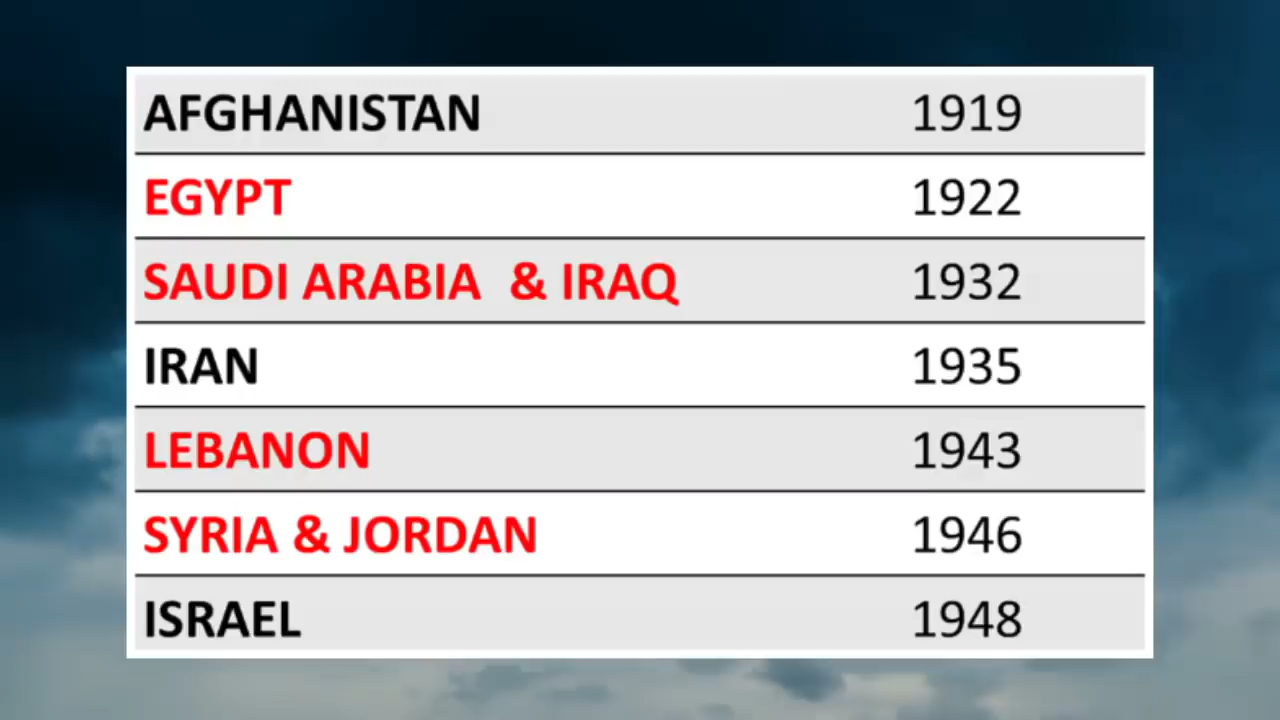 AFGHANISTAN 1919
EGYPT 1922
SAUDI ARABIA & IRAQ 1932
IRAN 1935
LEBANON 1943
SYRIA & JORDAN 1946
ISRAEL 1948